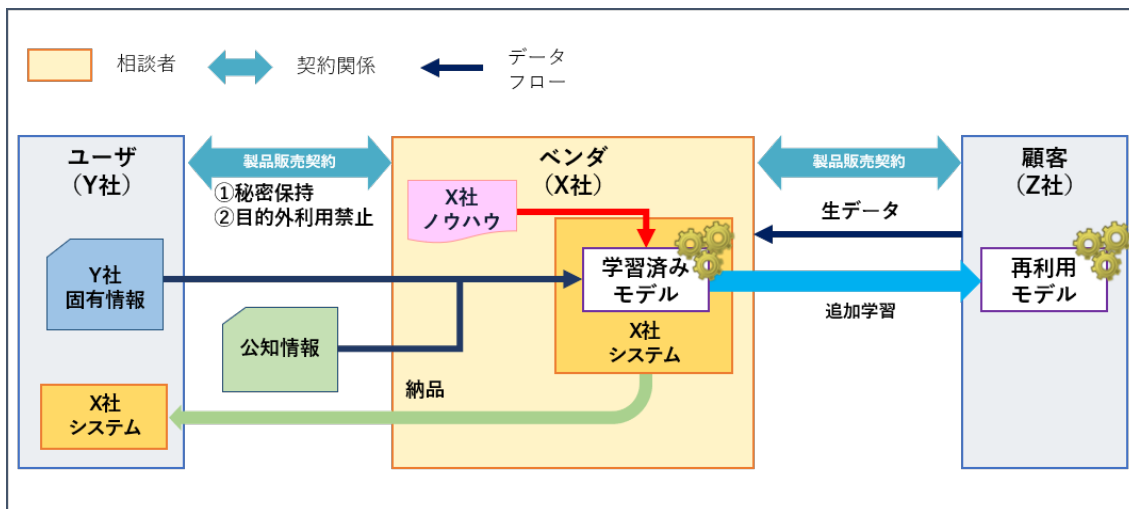 相談者
契約関係
データ
フロー
ユーザ
(Y社)
製品販売契約
①秘密保持
②目的外利用禁止
ベンダ
(X社)
製品販売契約
顧客
(Z社)
X社
ノウハウ
生データ
Y社
固有情報
学習済み
モデル
再利用
モデル
追加学習
公知情報
X社
システム
納品
X社
システム